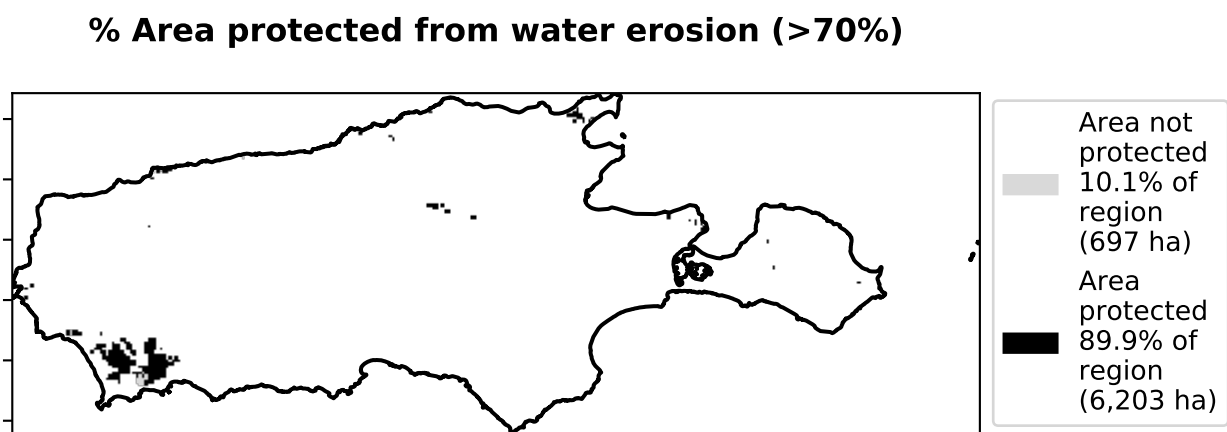 % Area protected from water erosion (>70%)
Area not
protected
10.1% of
region
(697 ha)
Area
protected
89.9% of
region
(6,203 ha)